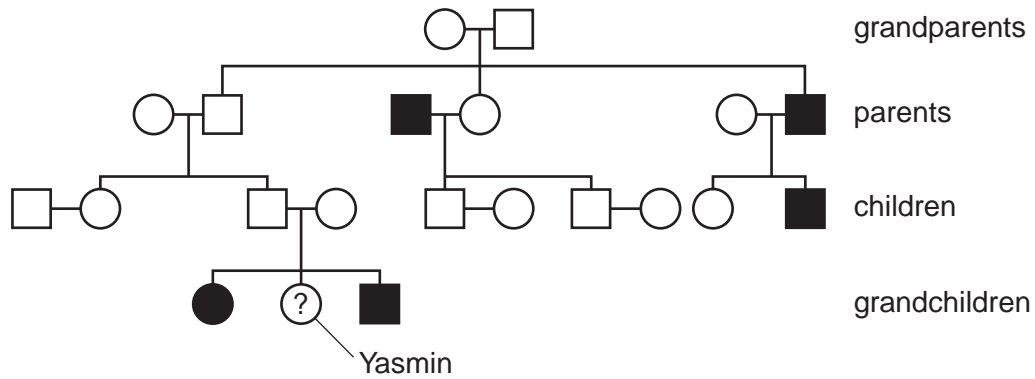 grandparents
parents
children
?
grandchildren
Yasmin